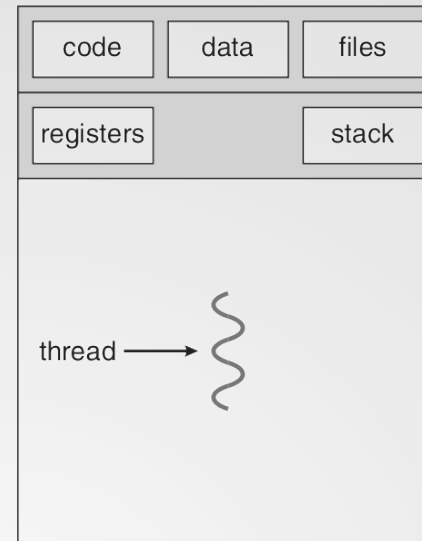 code data files
registers stack
thread